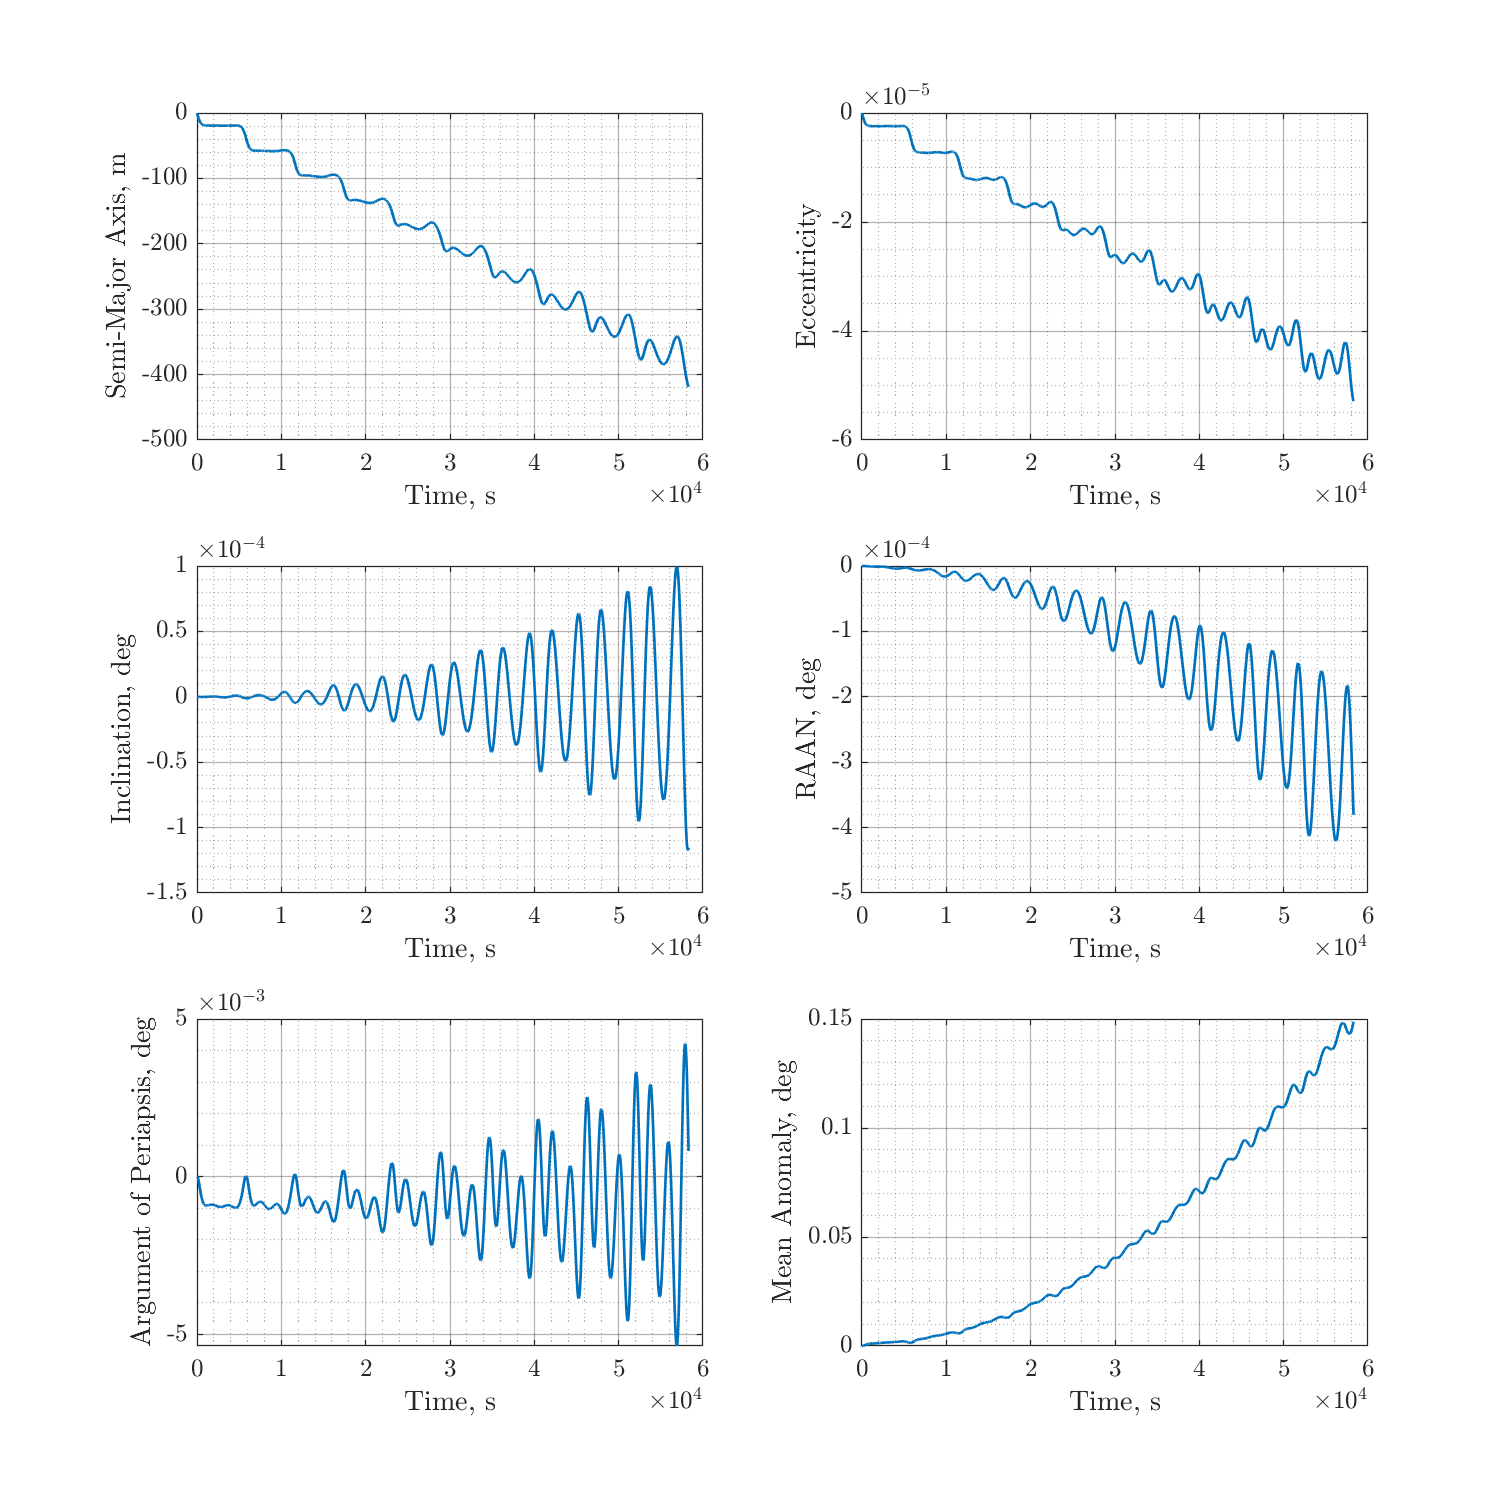 0
-100
-200
-300
-400
-500
Semi-Major Axis, m
0 1 2 3 4 5 6
Time, s
×10^4
×10^-5
0
-2
-4
-6
Eccentricity
0 1 2 3 4 5 6
Time, s
×10^4
×10^-4
1
0.5
0
-0.5
-1
-1.5
Inclination, deg
0 1 2 3 4 5 6
Time, s
×10^4
×10^-4
0
-1
-2
-3
-4
-5
RAAN, deg
0 1 2 3 4 5 6
Time, s
×10^4
×10^-3
5
0
-5
Argument of Periapsis, deg
0 1 2 3 4 5 6
Time, s
×10^4
0.15
0.1
0.05
0
Mean Anomaly, deg
0 1 2 3 4 5 6
Time, s
×10^4